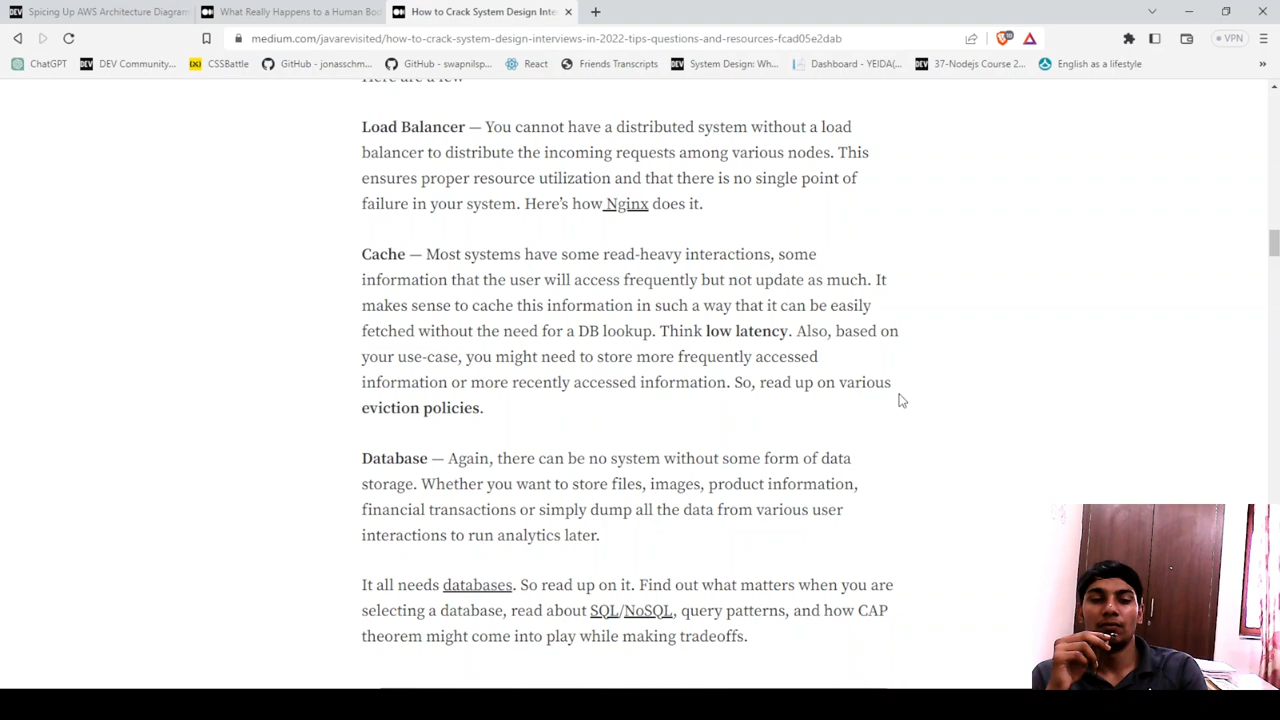 Spicing Up AWS Architecture Diagram
What Really Happens to a Human Bod
How to Crack System Design Inte
medium.com/javarevisited/how-to-crack-system-design-interviews-in-2022-tips-questions-and-resources-fcad05e2dab
VPN
ChatGPT
DEV Community...
CSSBattle
GitHub - jonasschm...
GitHub - swapnilsp...
React
Friends Transcripts
System Design: Wh...
Dashboard - YEIDA(...
37-Nodejs Course 2...
English as a lifestyle
Here are a few
Load Balancer — You cannot have a distributed system without a load
balancer to distribute the incoming requests among various nodes. This
ensures proper resource utilization and that there is no single point of
failure in your system. Here’s how Nginx does it.
Cache — Most systems have some read-heavy interactions, some
information that the user will access frequently but not update as much. It
makes sense to cache this information in such a way that it can be easily
fetched without the need for a DB lookup. Think low latency. Also, based on
your use-case, you might need to store more frequently accessed
information or more recently accessed information. So, read up on various
eviction policies.
Database — Again, there can be no system without some form of data
storage. Whether you want to store files, images, product information,
financial transactions or simply dump all the data from various user
interactions to run analytics later.
It all needs databases. So read up on it. Find out what matters when you are
selecting a database, read about SQL/NoSQL, query patterns, and how CAP
theorem might come into play while making tradeoffs.